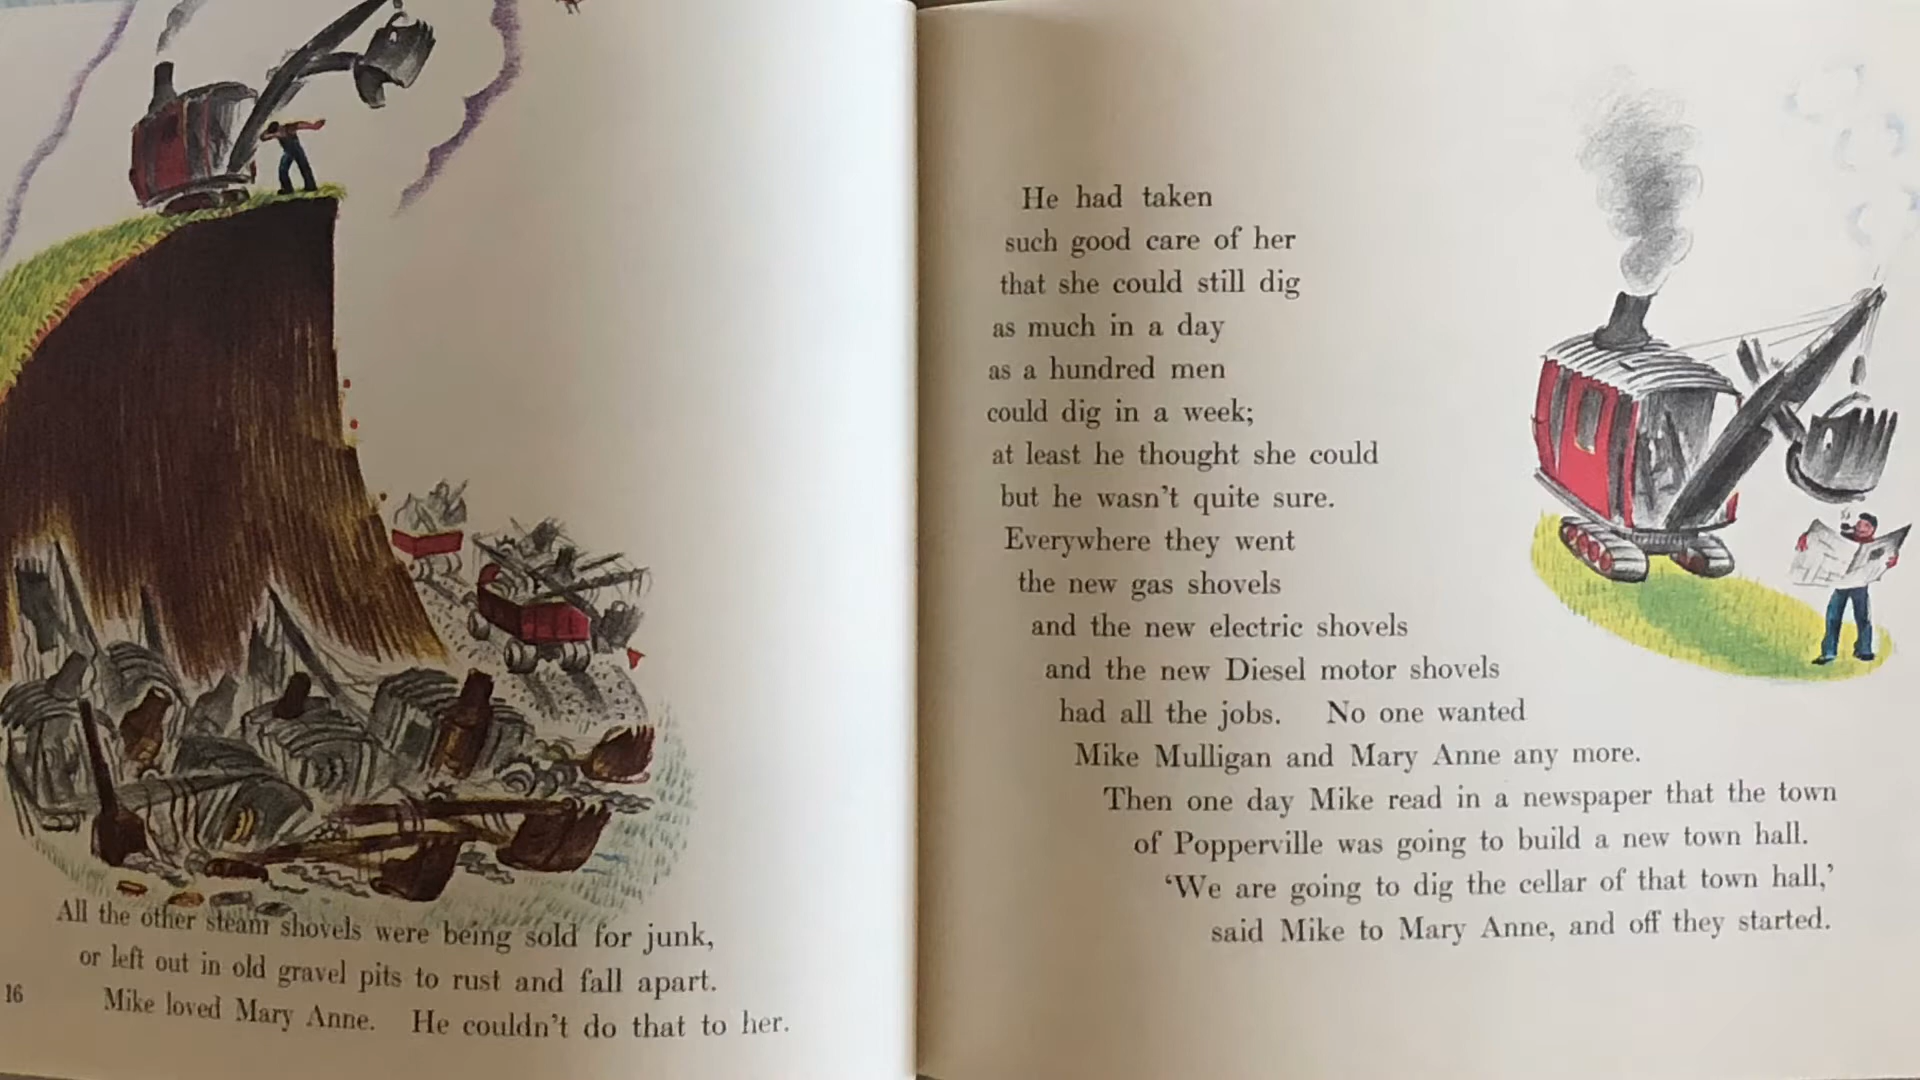 All the other steam shovels were being sold for junk,
or left out in old gravel pits to rust and fall apart.
Mike loved Mary Anne. He couldn't do that to her.
16
He had taken
such good care of her
that she could still dig
as much in a day
as a hundred men
could dig in a week;
at least he thought she could
but he wasn't quite sure.
Everywhere they went
the new gas shovels
and the new electric shovels
and the new Diesel motor shovels
had all the jobs. No one wanted
Mike Mulligan and Mary Anne any more.
Then one day Mike read in a newspaper that the town
of Popperville was going to build a new town hall.
‘We are going to dig the cellar of that town hall,’
said Mike to Mary Anne, and off they started.